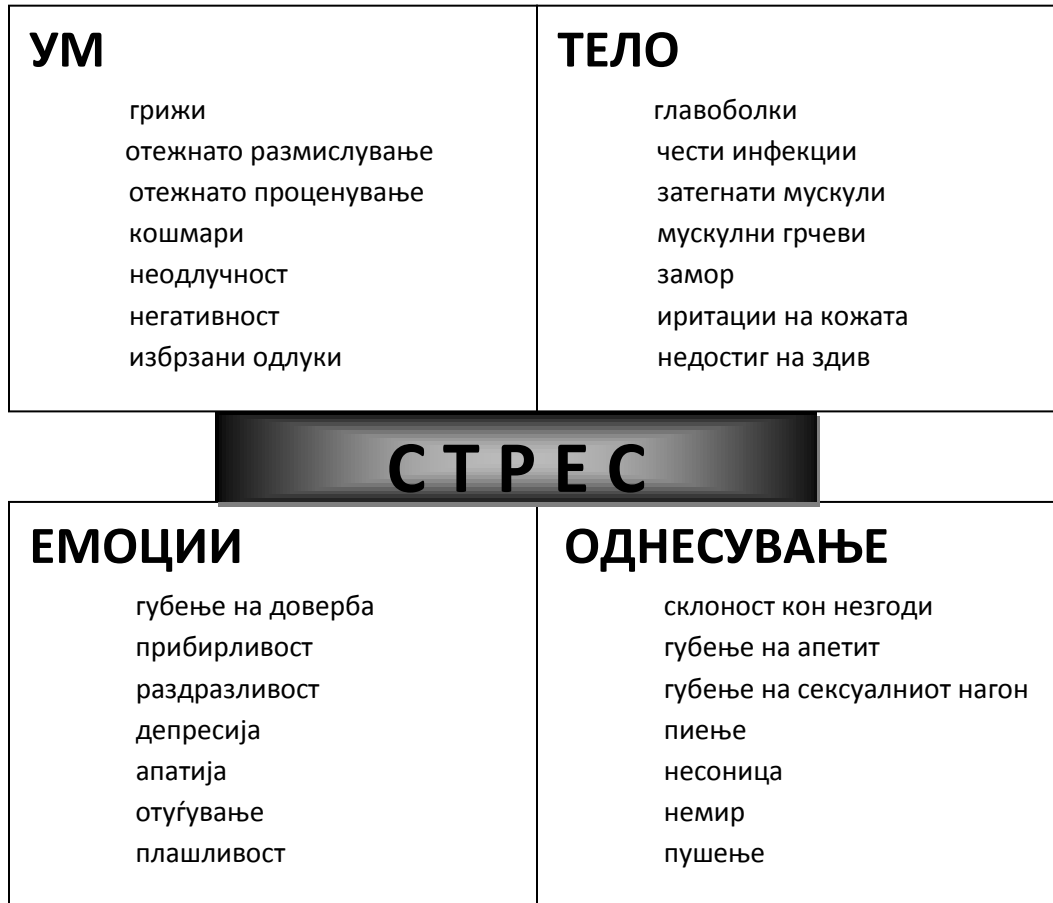 УМ
грижи
отежнато размислување
отежнато проценување
кошмари
неодлучност
негативност
избрзани одлуки
ТЕЛО
главоболки
чести инфекции
затегнати мускули
мускулни грчеви
замор
иритации на кожата
недостиг на здив
СТРЕС
ЕМОЦИИ
губење на доверба
прибирливост
раздразливост
депресија
апатија
отуѓување
плашливост
ОДНЕСУВАЊЕ
склоност кон незгоди
губење на апетит
губење на сексуалниот нагон
пиење
несоница
немир
пушење